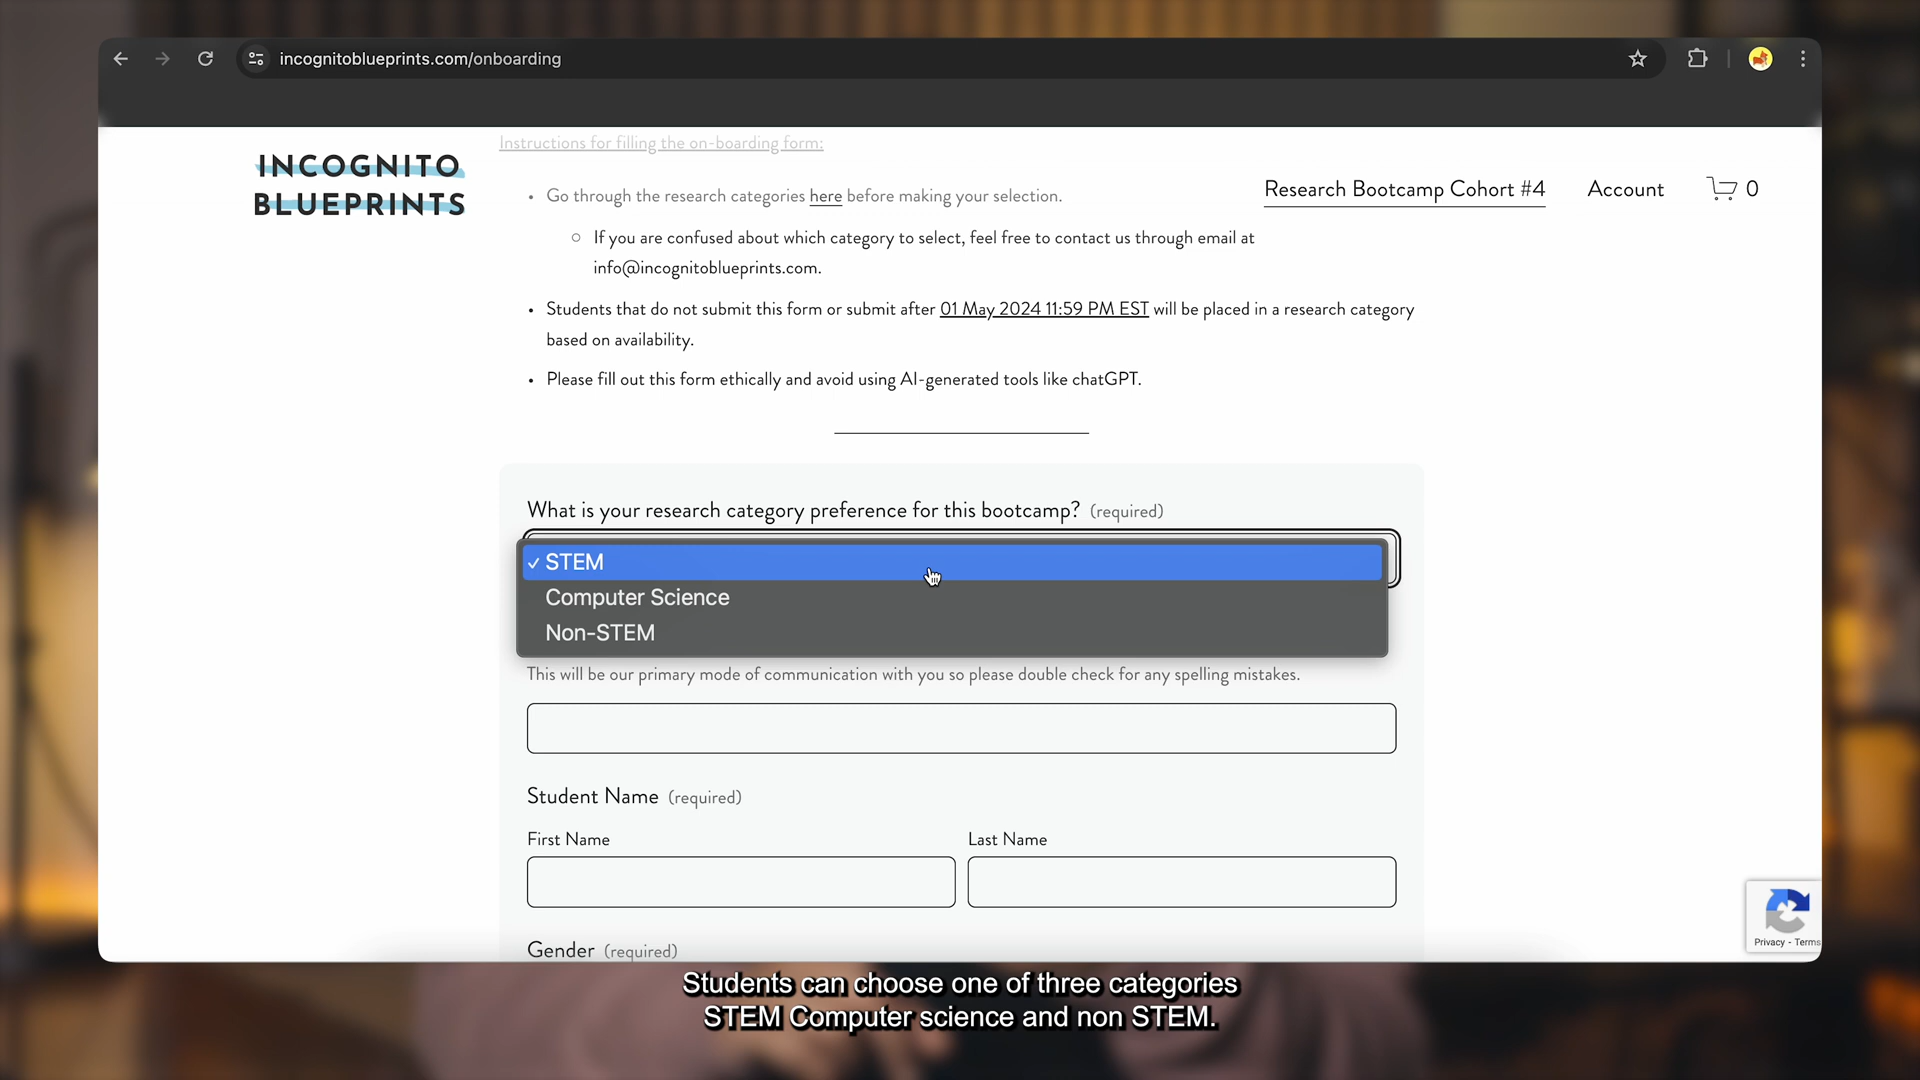 incognitoblueprints.com/onboarding
INCOGNITO
BLUEPRINTS
Research Bootcamp Cohort #4
Account
0
Instructions for filling the on-boarding form:
• Go through the research categories here before making your selection.
○ If you are confused about which category to select, feel free to contact us through email at
info@incognitoblueprints.com.
• Students that do not submit this form or submit after 01 May 2024 11:59 PM EST will be placed in a research category
based on availability.
• Please fill out this form ethically and avoid using AI-generated tools like chatGPT.
What is your research category preference for this bootcamp? (required)
✓ STEM
Computer Science
Non-STEM
This will be our primary mode of communication with you so please double check for any spelling mistakes.
Student Name (required)
First Name
Last Name
Gender (required)
Privacy - Terms
Students can choose one of three categories
STEM Computer science and non STEM.